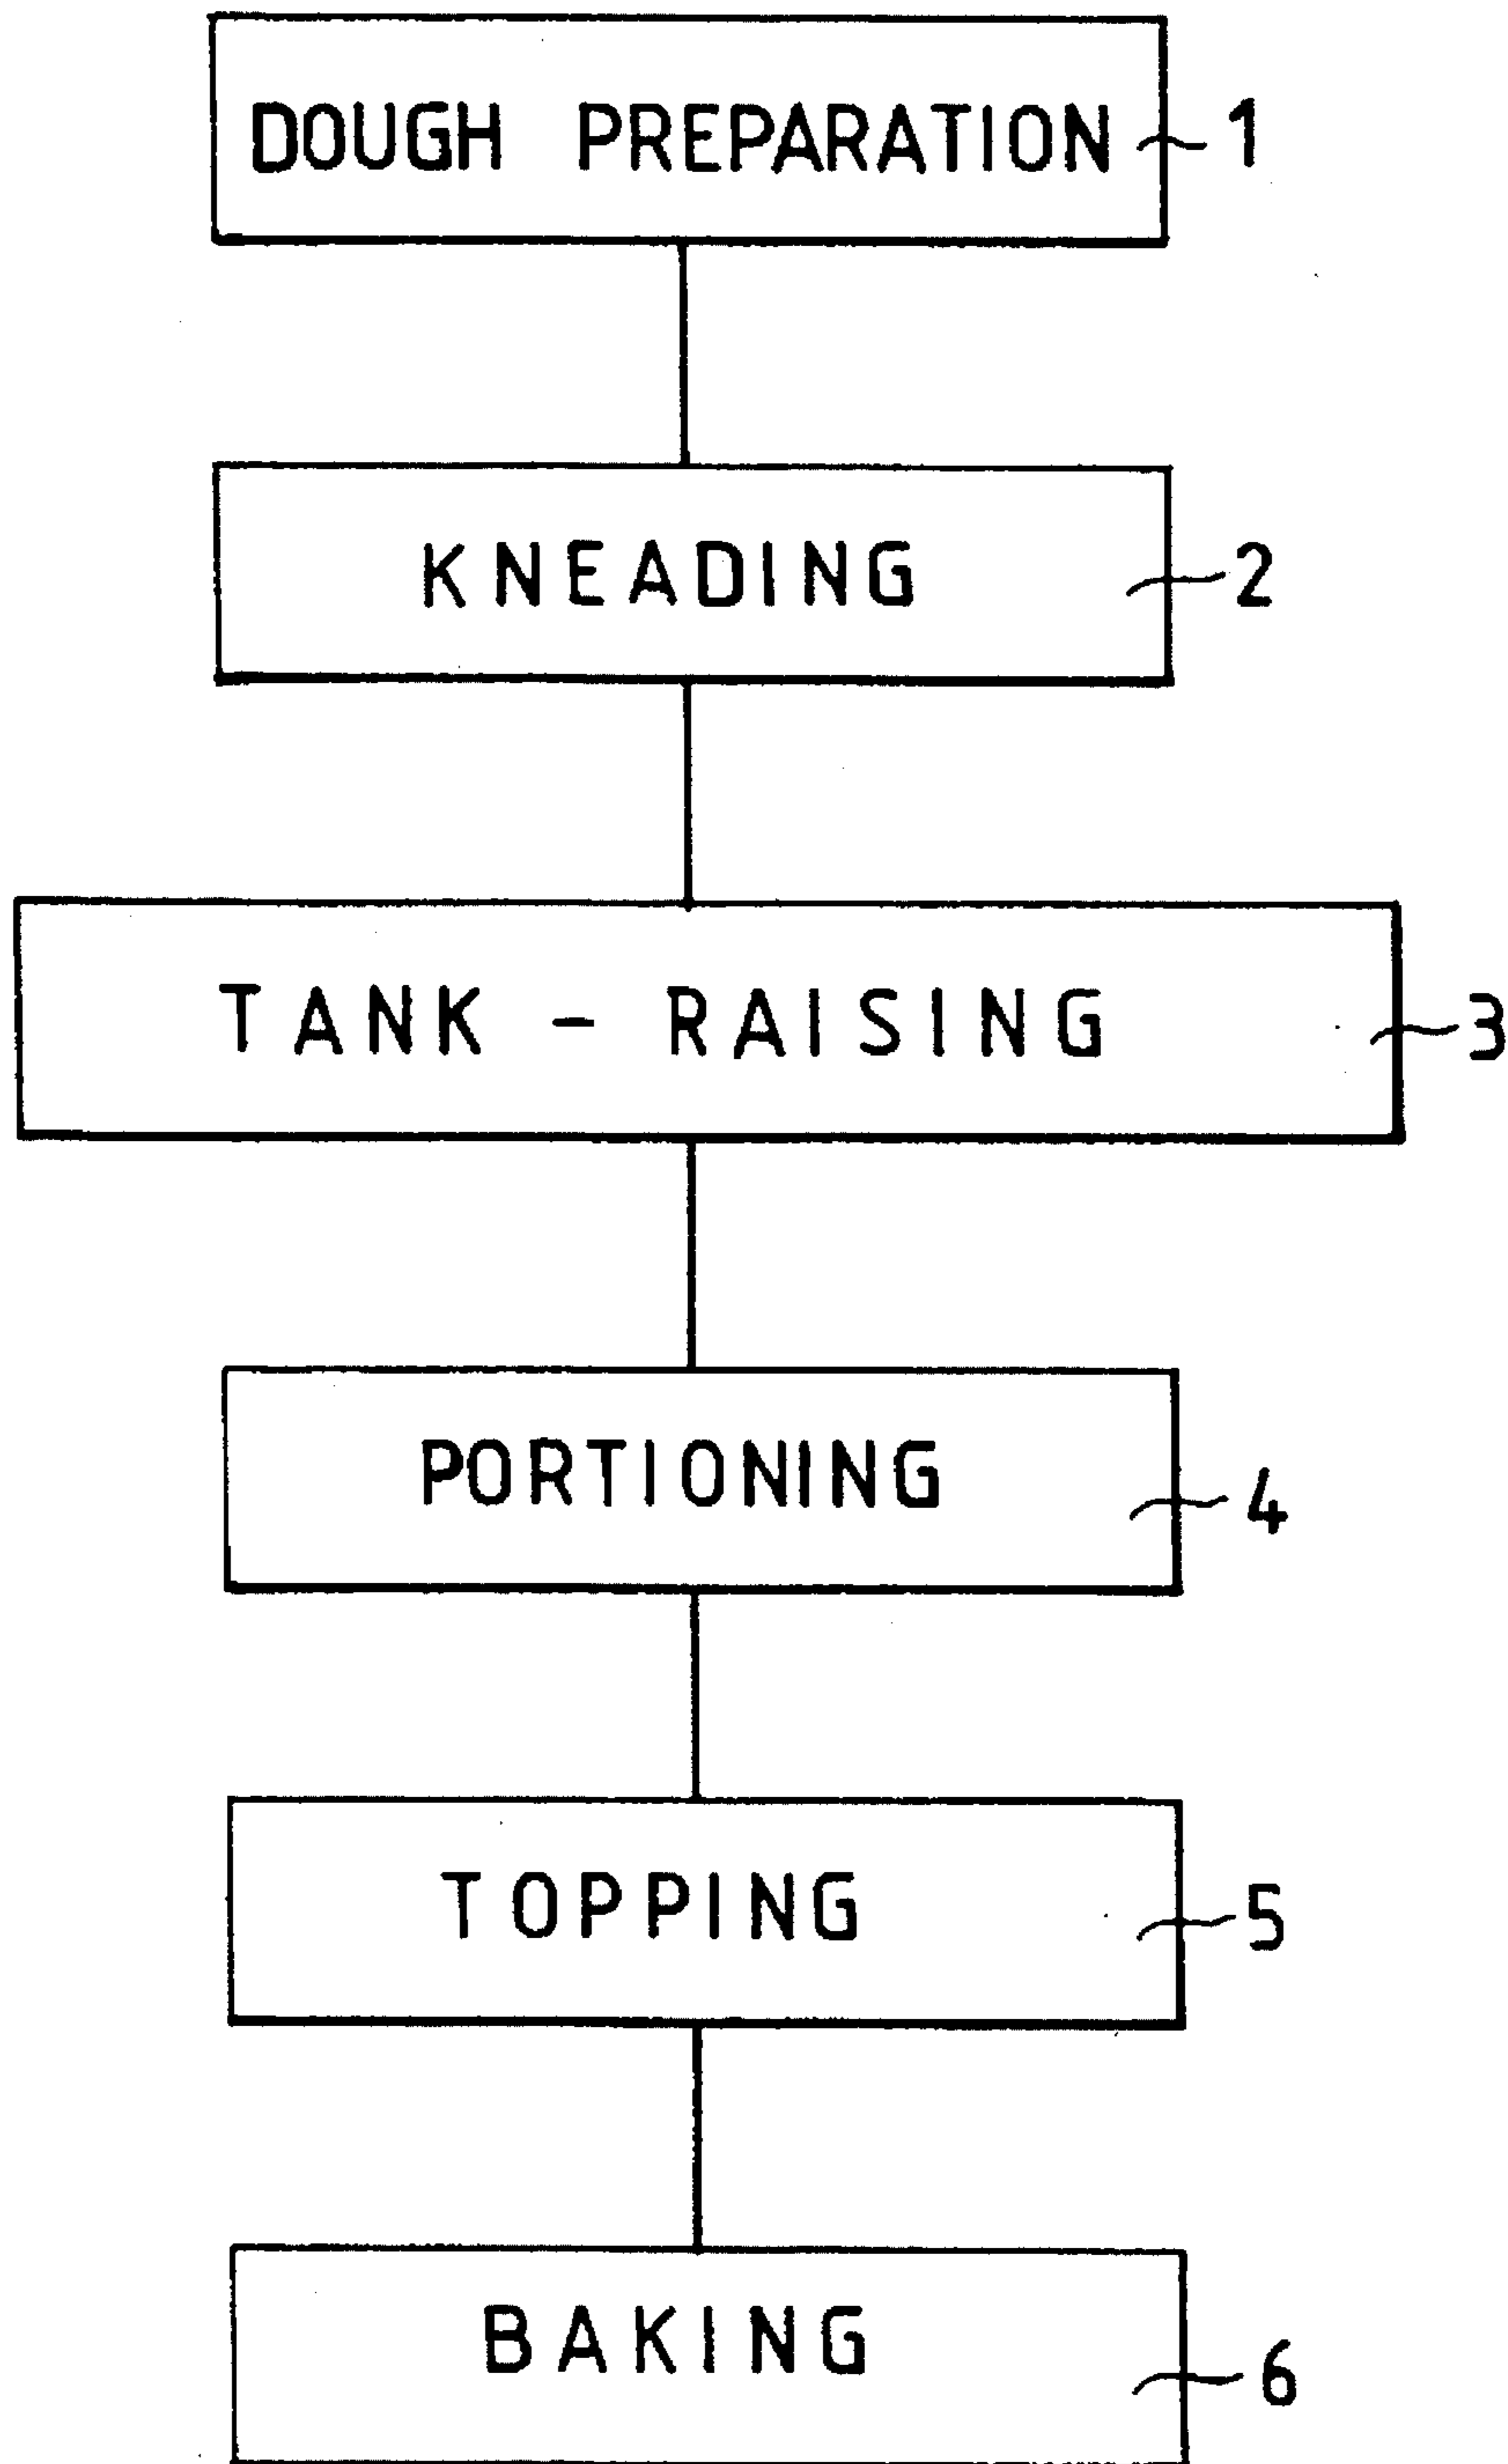 DOUGH PREPARATION 1
KNEADING 2
TANK - RAISING 3
PORTIONING 4
TOPPING 5
BAKING 6